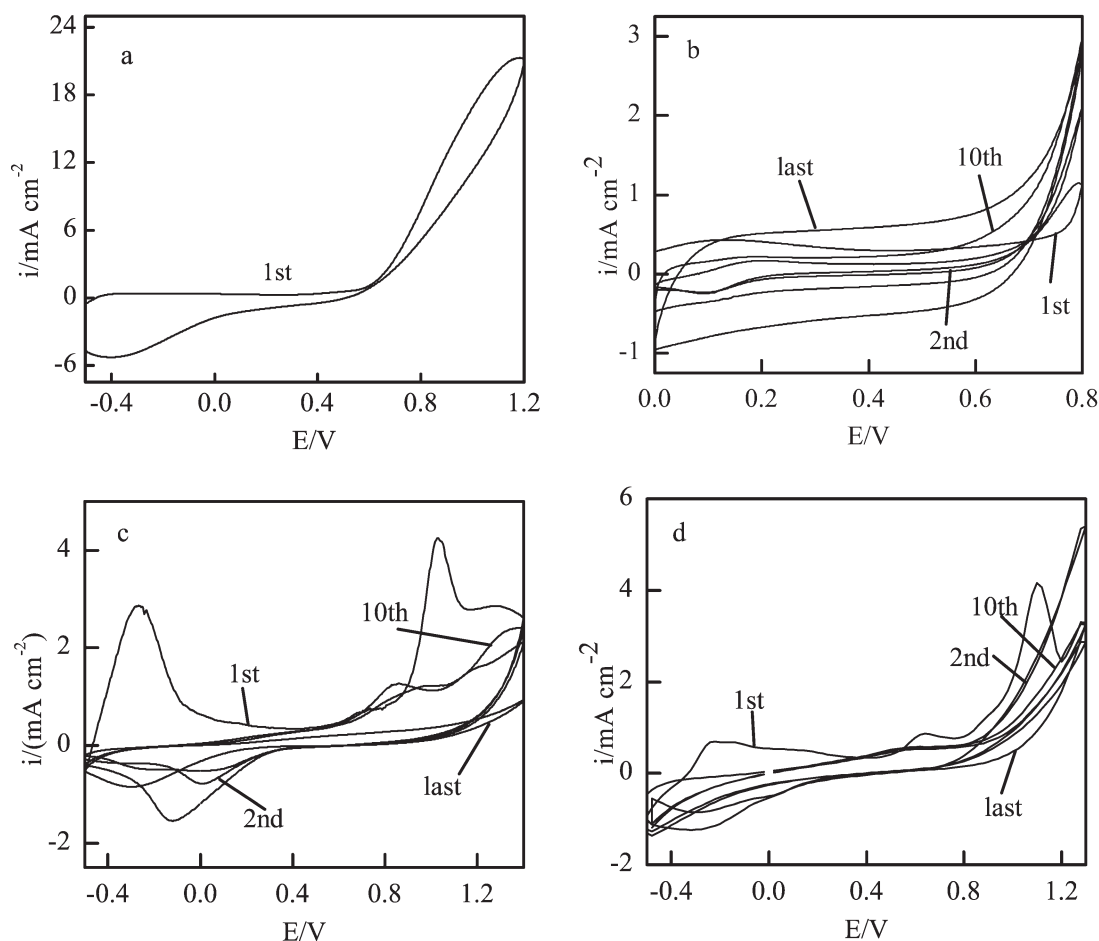 a
24
18
12
6
0
-6
i/mA cm-2
1st
-0.4 0.0 0.4 0.8 1.2
E/V
b
3
2
1
0
-1
i/mA cm-2
last
10th
1st
2nd
0.0 0.2 0.4 0.6 0.8
E/V
c
4
2
0
-2
i/(mA cm-2)
1st
10th
2nd
last
-0.4 0.0 0.4 0.8 1.2
E/V
d
6
4
2
0
-2
i/mA cm-2
1st
10th
2nd
last
-0.4 0.0 0.4 0.8 1.2
E/V